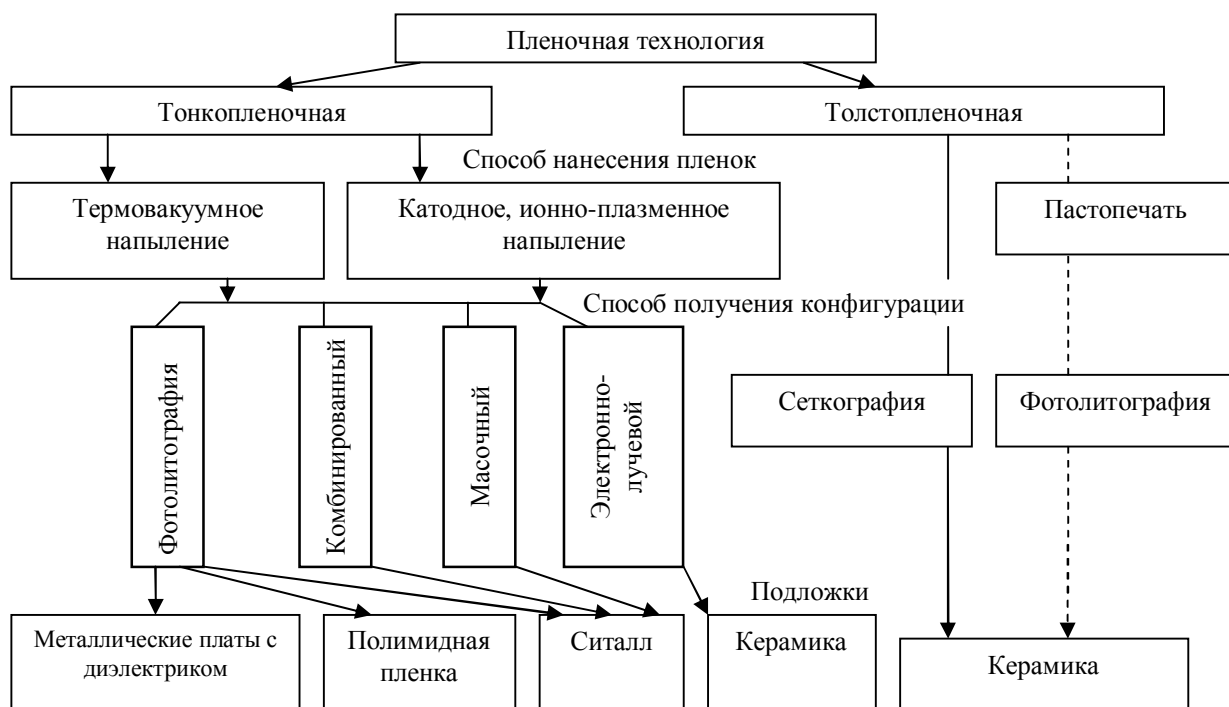 Пленочная технология
Тонкопленочная
Толстопленочная
Способ нанесения пленок
Термовакуумное
напыление
Катодное, ионно-плазменное
напыление
Пастопечать
Способ получения конфигурации
Фотолитография
Комбинированный
Масочный
Электронно-
лучевой
Сеткография
Фотолитография
Подложки
Металлические платы с
диэлектриком
Полимидная
пленка
Ситалл
Керамика
Керамика